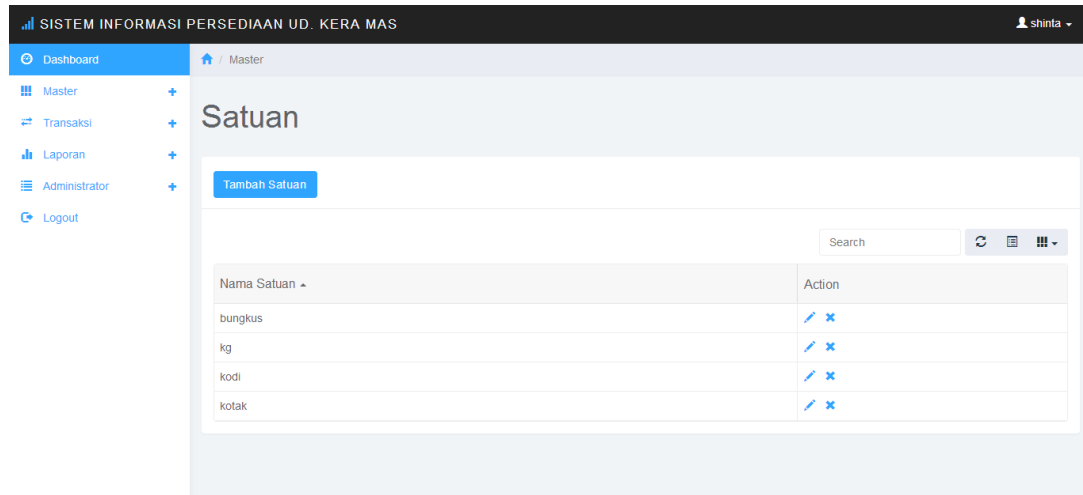 SISTEM INFORMASI PERSEDIAAN UD. KERA MAS
shinta
Dashboard
Master
Transaksi
Laporan
Administrator
Logout
/ Master
Satuan
Tambah Satuan
Search
Nama Satuan Action
bungkus
kg
kodi
kotak